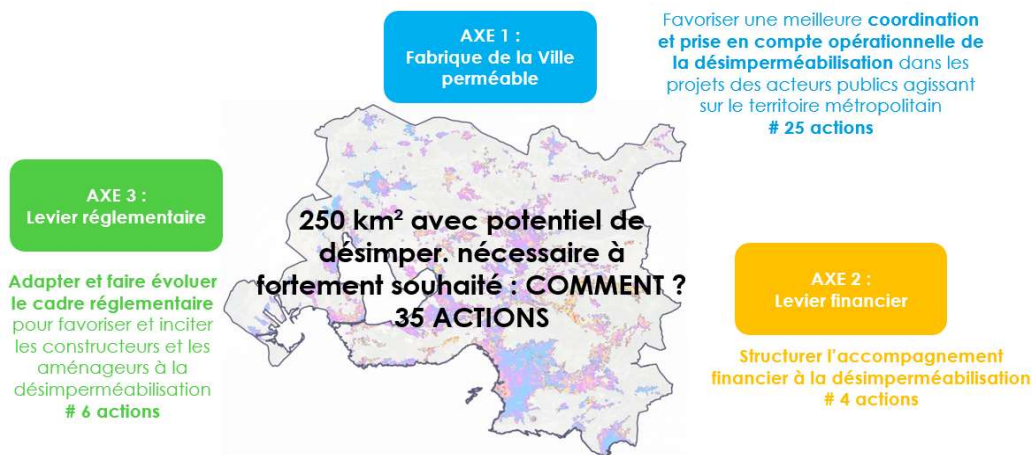 AXE 1 :
Fabrique de la Ville
perméable
Favoriser une meilleure coordination
et prise en compte opérationnelle de
la désimperméabilisation dans les
projets des acteurs publics agissant
sur le territoire métropolitain
# 25 actions
AXE 3 :
Levier réglementaire
Adapter et faire évoluer
le cadre réglementaire
pour favoriser et inciter
les constructeurs et les
aménageurs à la
désimperméabilisation
# 6 actions
250 km² avec potentiel de
désimper. nécessaire à
fortement souhaité : COMMENT ?
35 ACTIONS
AXE 2 :
Levier financier
Structurer l'accompagnement
financier à la désimperméabilisation
# 4 actions